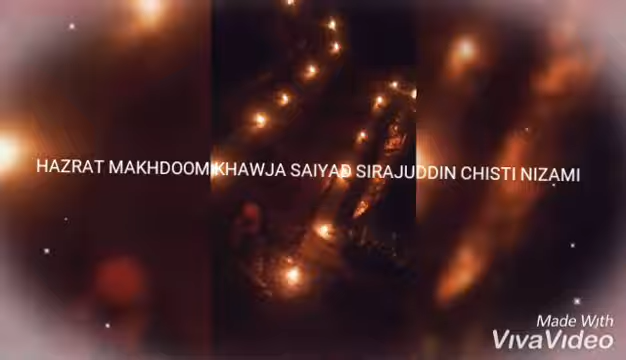 HAZRAT MAKHDOOM KHAWJA SAIYAD SIRAJUDDIN CHISTI NIZAMI
Made With
VivaVideo